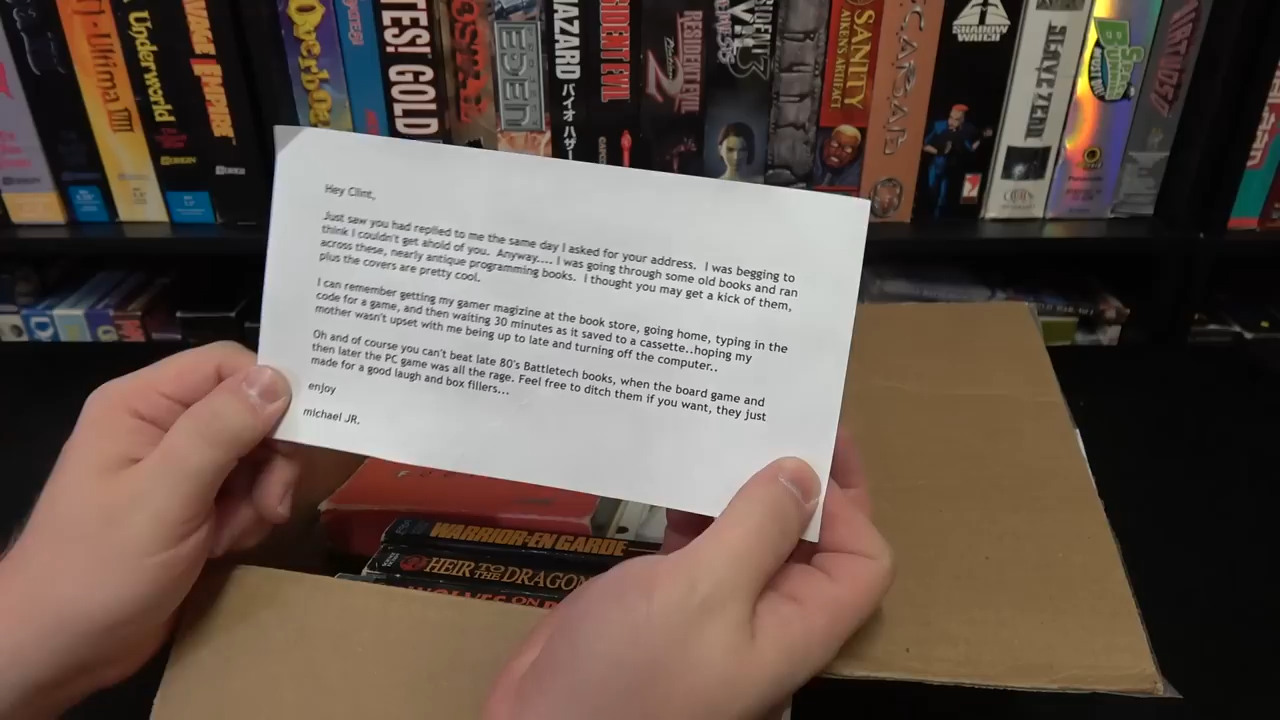 Ultima VIII
Underworld
ORIGIN
SAVAGE EMPIRE
ORIGIN
GOLD
EDEN
バイオ ハザー
RESIDENT EVIL
RESIDENT EVIL
2
SANITY
AIKEN'S ARTIFACT
SHADOW
WATCH
SLAVE ZERO
Hey Clint,
Just saw you had replied to me the same day I asked for your address. I was begging to
think I couldn't get ahold of you. Anyway.... I was going through some old books and ran
across these, nearly antique programming books. I thought you may get a kick of them,
plus the covers are pretty cool.
I can remember getting my gamer magizine at the book store, going home, typing in the
code for a game, and then waiting 30 minutes as it saved to a cassette..hoping my
mother wasn't upset with me being up to late and turning off the computer..
Oh and of course you can't beat late 80's Battletech books, when the board game and
then later the PC game was all the rage. Feel free to ditch them if you want, they just
made for a good laugh and box fillers...
enjoy
michael JR.
WARRIOR: EN GARDE
HEIR TO THE DRAGON
WOLVES ON